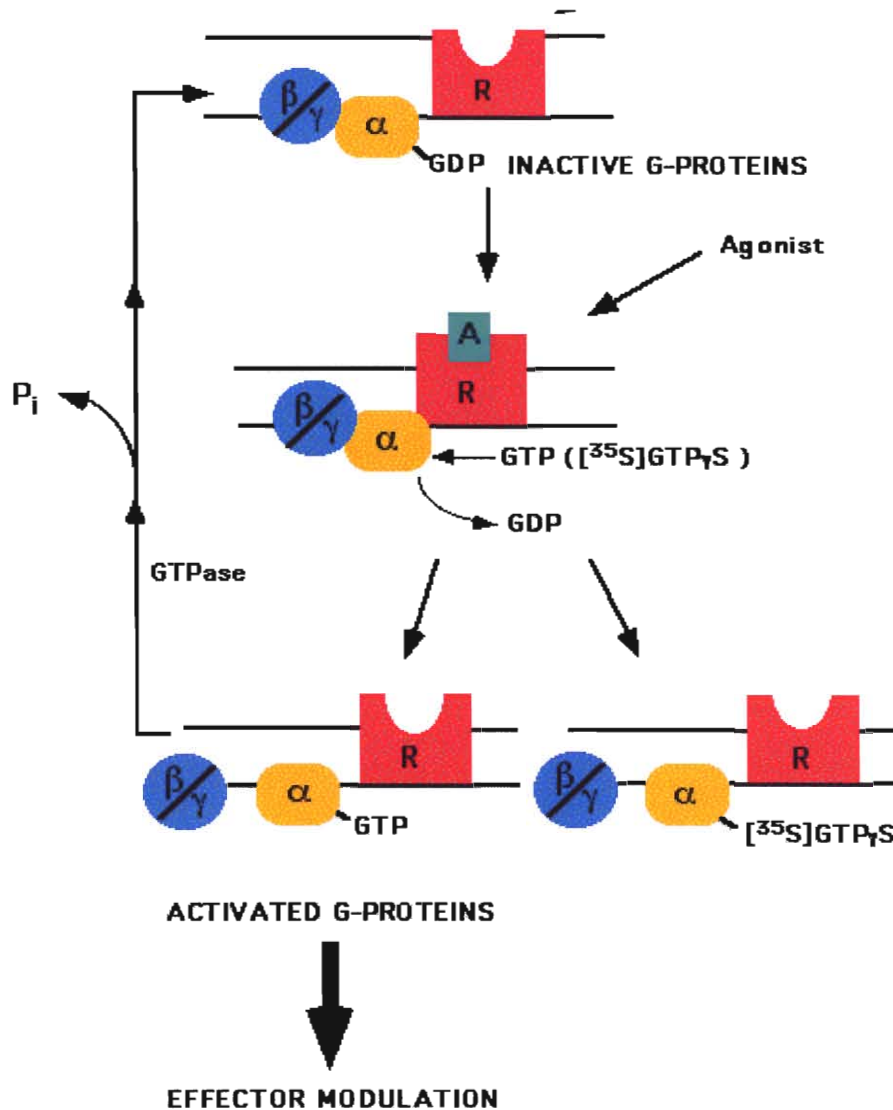 R
β/γ
α
GDP INACTIVE G-PROTEINS
Agonist
A
R
Pi
β/γ
α
GTP ([³⁵S]GTPγS )
GDP
GTPase
R
R
β/γ
α
β/γ
α
GTP
[³⁵S]GTPγS
ACTIVATED G-PROTEINS
EFFECTOR MODULATION